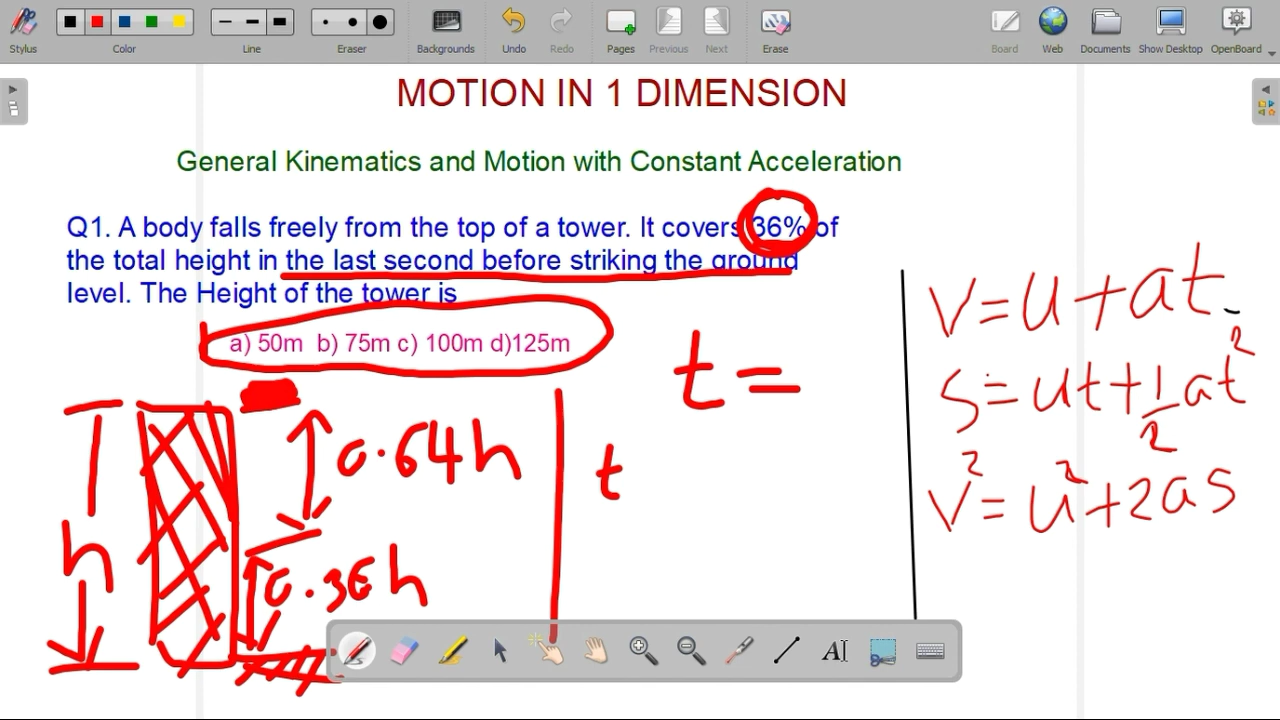 Stylus Color Line Eraser Backgrounds Undo Redo Pages Previous Next Erase Board Web Documents Show Desktop OpenBoard
MOTION IN 1 DIMENSION
General Kinematics and Motion with Constant Acceleration
Q1. A body falls freely from the top of a tower. It covers 36% of
the total height in the last second before striking the ground
level. The Height of the tower is
a) 50m b) 75m c) 100m d)125m
h
0.64h
0.36h
t =
t
V=u+at
S=ut+1/2at²
V²=u²+2as
AI